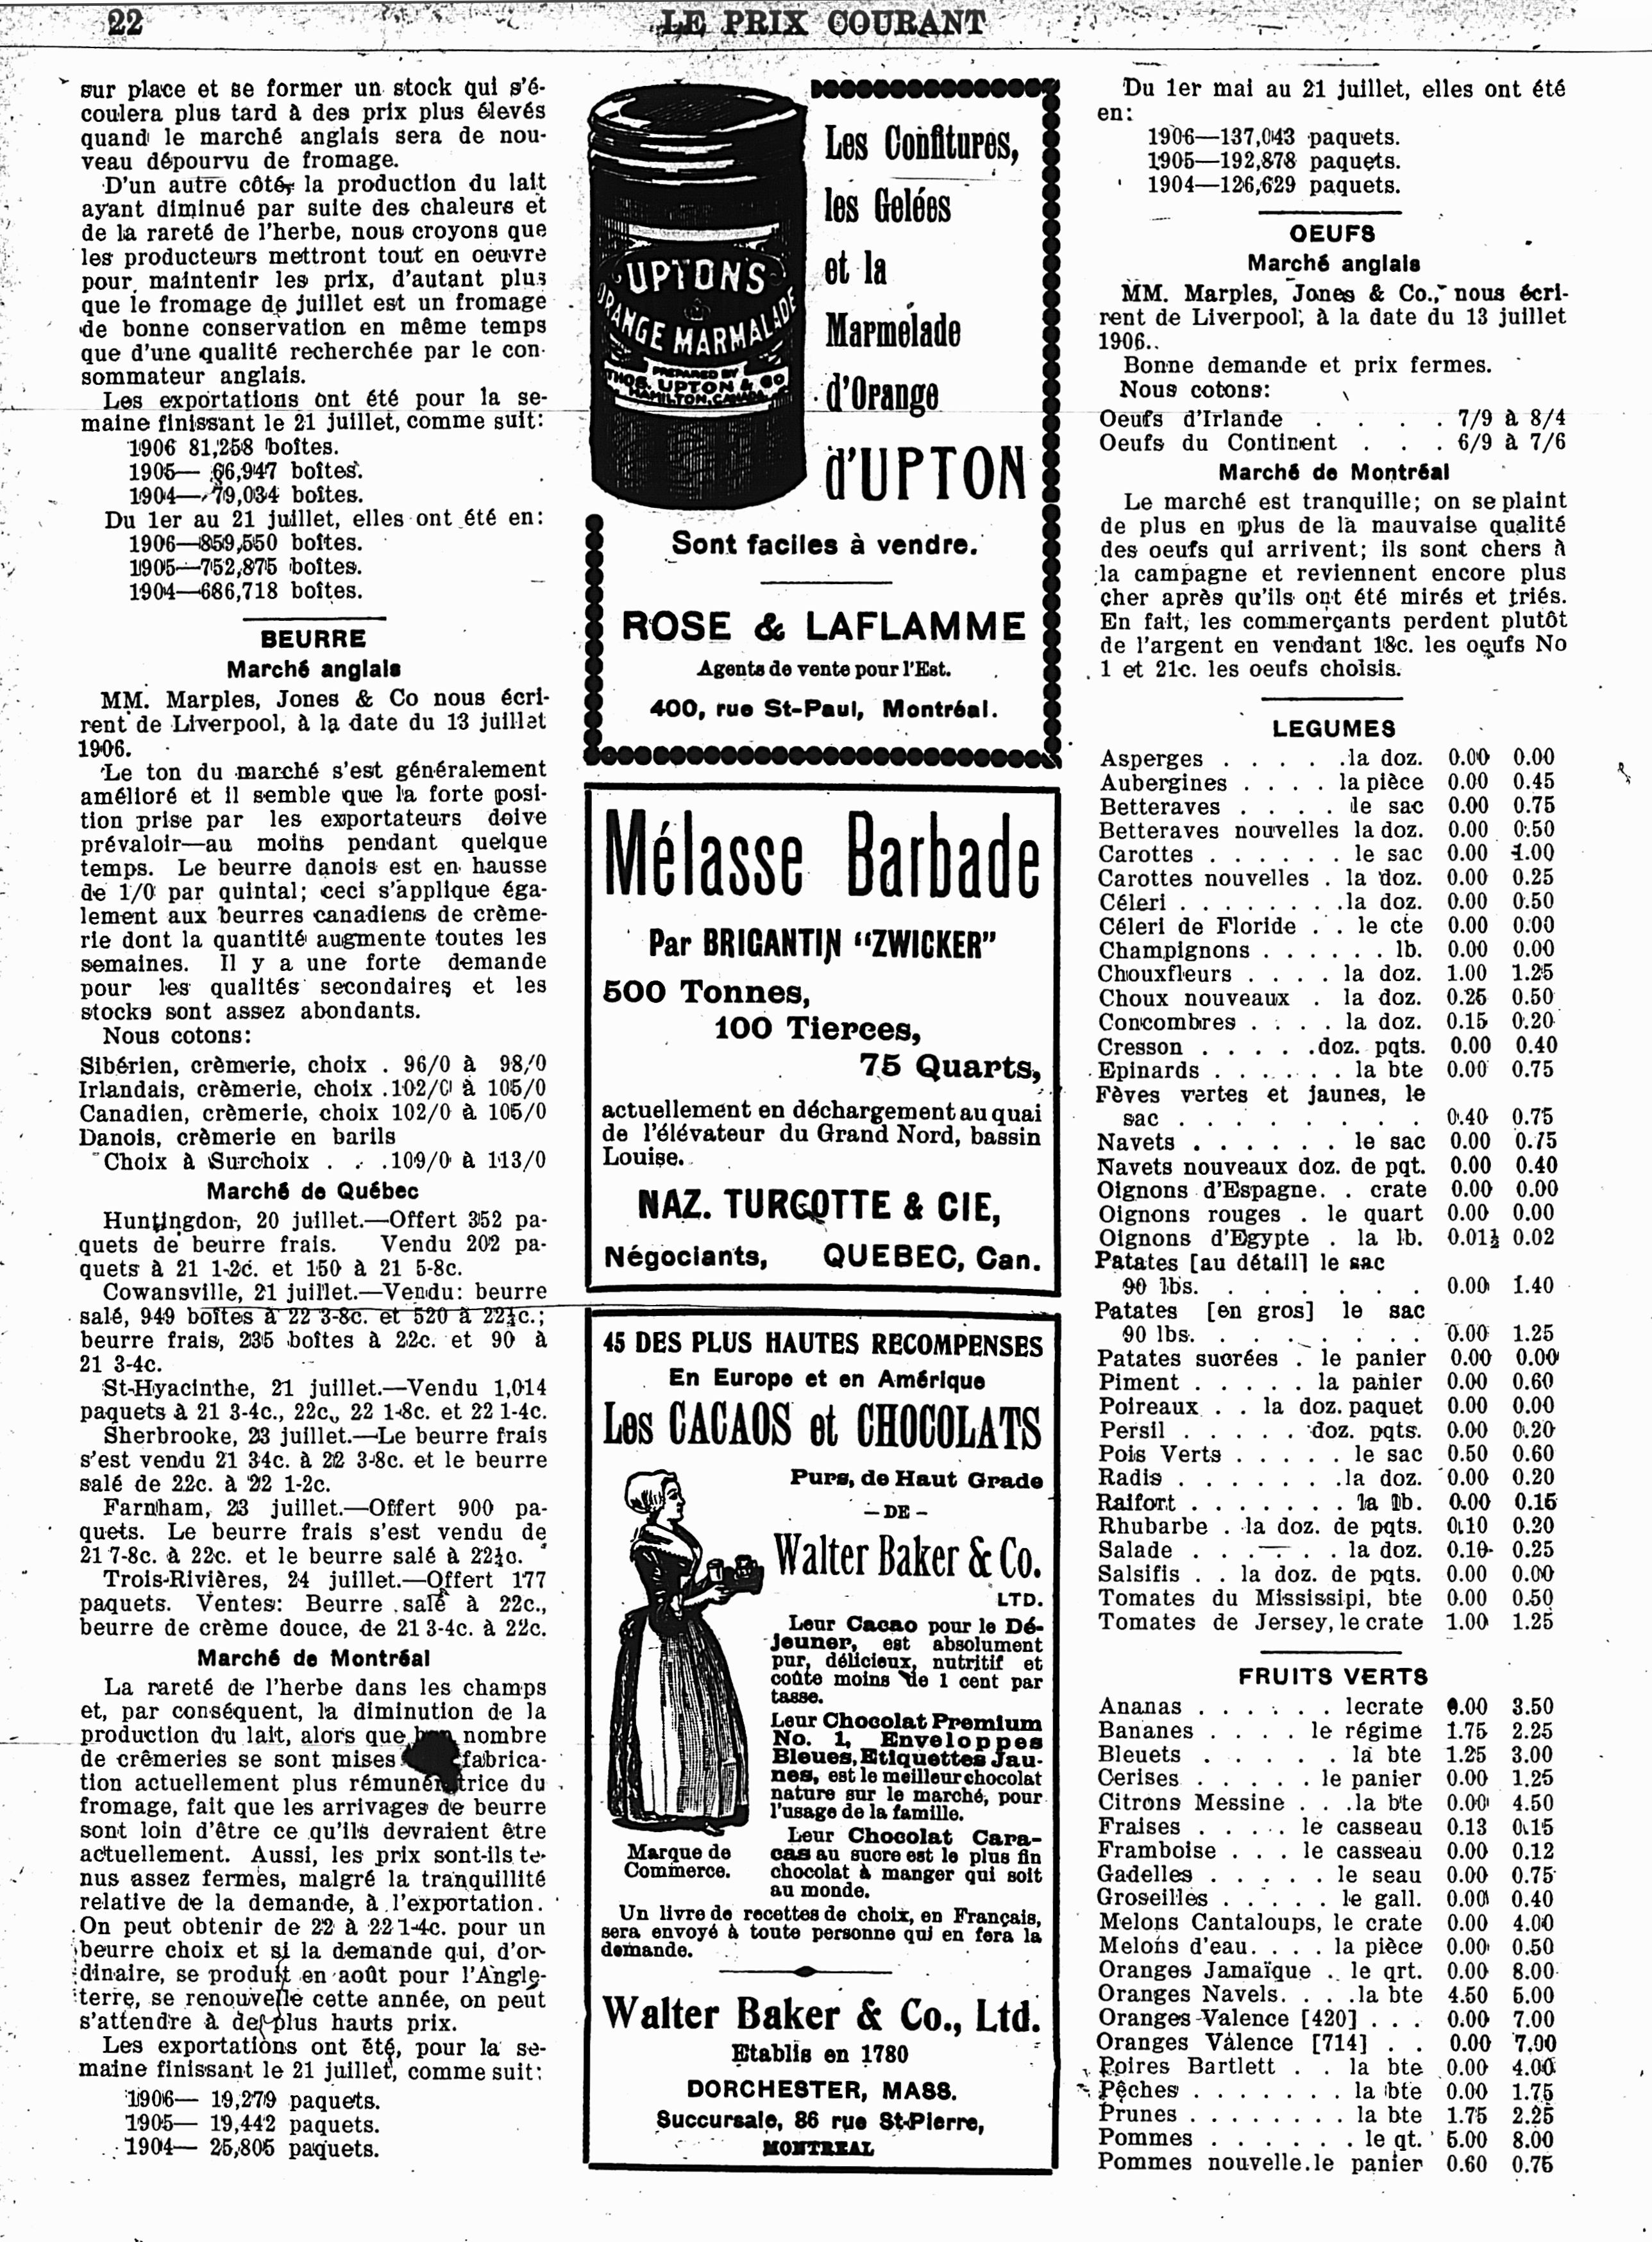 22
LE PRIX COURANT
sur place et se former un stock qui s'é-
coulera plus tard à des prix plus élevés
quand le marché anglais sera de nou-
veau dépourvu de fromage.
D'un autre côté, la production du lait
ayant diminué par suite des chaleurs et
de la rareté de l'herbe, nous croyons que
les producteurs mettront tout en oeuvre
pour maintenir les prix, d'autant plus
que le fromage de juillet est un fromage
de bonne conservation en même temps
que d'une qualité recherchée par le con-
sommateur anglais.
Les exportations ont été pour la se-
maine finissant le 21 juillet, comme suit:
1906 81,258 boîtes.
1905— 66,947 boîtes.
1904— 79,034 boîtes.
Du 1er au 21 juillet, elles ont été en:
1906—859,550 boîtes.
1905—752,875 boîtes.
1904—686,718 boîtes.
BEURRE
Marché anglais
MM. Marples, Jones & Co nous écri-
rent de Liverpool, à la date du 13 juillet
1906.
Le ton du marché s'est généralement
amélioré et il semble que la forte posi-
tion prise par les exportateurs doive
prévaloir—au moins pendant quelque
temps. Le beurre danois est en hausse
de 1/0 par quintal; ceci s'applique éga-
lement aux beurres canadiens de crème-
rie dont la quantité augmente toutes les
semaines. Il y a une forte demande
pour les qualités secondaires et les
stocks sont assez abondants.
Nous cotons:
Sibérien, crèmerie, choix . 96/0 à 98/0
Irlandais, crèmerie, choix .102/0 à 105/0
Canadien, crèmerie, choix 102/0 à 105/0
Danois, crèmerie en barils
Choix à Surchoix . . .109/0 à 113/0
Marché de Québec
Huntingdon, 20 juillet.—Offert 352 pa-
quets de beurre frais. Vendu 202 pa-
quets à 21 1-2c. et 150 à 21 5-8c.
Cowansville, 21 juillet.—Vendu: beurre
salé, 949 boîtes à 22 3-8c. et 520 à 22½c.;
beurre frais, 235 boîtes à 22c. et 90 à
21 3-4c.
St-Hyacinthe, 21 juillet.—Vendu 1,014
paquets à 21 3-4c., 22c., 22 1-8c. et 22 1-4c.
Sherbrooke, 23 juillet.—Le beurre frais
s'est vendu 21 34c. à 22 3-8c. et le beurre
salé de 22c. à 22 1-2c.
Farnham, 23 juillet.—Offert 900 pa-
quets. Le beurre frais s'est vendu de
21 7-8c. à 22c. et le beurre salé à 22½c.
Trois-Rivières, 24 juillet.—Offert 177
paquets. Ventes: Beurre salé à 22c.,
beurre de crème douce, de 21 3-4c. à 22c.
Marché de Montréal
La rareté de l'herbe dans les champs
et, par conséquent, la diminution de la
production du lait, alors que bon nombre
de crêmeries se sont mises fabrica-
tion actuellement plus rémunératrice du
fromage, fait que les arrivages de beurre
sont loin d'être ce qu'ils devraient être
actuellement. Aussi, les prix sont-ils te-
nus assez fermes, malgré la tranquillité
relative de la demande, à l'exportation.
On peut obtenir de 22 à 22 1-4c. pour un
beurre choix et si la demande qui, d'or-
dinaire, se produit en août pour l'Angle-
terre, se renouvelle cette année, on peut
s'attendre à de plus hauts prix.
Les exportations ont été, pour la se-
maine finissant le 21 juillet, comme suit:
1906— 19,279 paquets.
1905— 19,442 paquets.
1904— 25,805 paquets.
UPTON'S
ORANGE MARMALADE
PREPARED BY
THOS. UPTON & CO
HAMILTON, CANADA
Les Confitures,
les Gelées
et la
Marmelade
d'Orange
d'UPTON
Sont faciles à vendre.
ROSE & LAFLAMME
Agents de vente pour l'Est.
400, rue St-Paul, Montréal.
Mélasse Barbade
Par BRIGANTIN "ZWICKER"
500 Tonnes,
100 Tierces,
75 Quarts,
actuellement en déchargement au quai
de l'élévateur du Grand Nord, bassin
Louise.
NAZ. TURCOTTE & CIE,
Négociants, QUEBEC, Can.
45 DES PLUS HAUTES RECOMPENSES
En Europe et en Amérique
Les CACAOS et CHOCOLATS
Purs, de Haut Grade
— DE —
Walter Baker & Co.
LTD.
Leur Cacao pour le Dé-
jeuner, est absolument
pur, délicieux, nutritif et
coûte moins de 1 cent par
tasse.
Leur Chocolat Premium
No. 1, Enveloppes
Bleues, Etiquettes Jau-
nes, est le meilleur chocolat
nature sur le marché, pour
l'usage de la famille.
Leur Chocolat Cara-
cas au sucre est le plus fin
chocolat à manger qui soit
au monde.
Marque de
Commerce.
Un livre de recettes de choix, en Français,
sera envoyé à toute personne qui en fera la
demande.
Walter Baker & Co., Ltd.
Etablis en 1780
DORCHESTER, MASS.
Succursale, 86 rue St-Pierre,
MONTREAL
Du 1er mai au 21 juillet, elles ont été
en:
1906—137,043 paquets.
1905—192,878 paquets.
1904—126,629 paquets.
OEUFS
Marché anglais
MM. Marples, Jones & Co., nous écri-
rent de Liverpool, à la date du 13 juillet
1906..
Bonne demande et prix fermes.
Nous cotons:
Oeufs d'Irlande . . . . 7/9 à 8/4
Oeufs du Continent . . . 6/9 à 7/6
Marché de Montréal
Le marché est tranquille; on se plaint
de plus en plus de la mauvaise qualité
des oeufs qui arrivent; ils sont chers à
la campagne et reviennent encore plus
cher après qu'ils ont été mirés et triés.
En fait, les commerçants perdent plutôt
de l'argent en vendant 18c. les oeufs No
1 et 21c. les oeufs choisis.
LEGUMES
Asperges . . . . . la doz. 0.00 0.00
Aubergines . . . . la pièce 0.00 0.45
Betteraves . . . . le sac 0.00 0.75
Betteraves nouvelles la doz. 0.00 0.50
Carottes . . . . . . le sac 0.00 1.00
Carottes nouvelles . la doz. 0.00 0.25
Céleri . . . . . . . . la doz. 0.00 0.50
Céleri de Floride . . le cte 0.00 0.00
Champignons . . . . . . lb. 0.00 0.00
Chouxfleurs . . . . la doz. 1.00 1.25
Choux nouveaux . la doz. 0.25 0.50
Concombres . . . . la doz. 0.15 0.20
Cresson . . . . . doz. pqts. 0.00 0.40
Epinards . . . . . . la bte 0.00 0.75
Fèves vertes et jaunes, le
sac . . . . . . . . 0.40 0.75
Navets . . . . . . le sac 0.00 0.75
Navets nouveaux doz. de pqt. 0.00 0.40
Oignons d'Espagne. . crate 0.00 0.00
Oignons rouges . le quart 0.00 0.00
Oignons d'Egypte . la lb. 0.01½ 0.02
Patates [au détail] le sac
90 lbs. . . . . . . . 0.00 1.40
Patates [en gros] le sac
90 lbs. . . . . . . . 0.00 1.25
Patates sucrées . le panier 0.00 0.00
Piment . . . . . la panier 0.00 0.60
Poireaux . . la doz. paquet 0.00 0.00
Persil . . . . . doz. pqts. 0.00 0.20
Pois Verts . . . . . le sac 0.50 0.60
Radis . . . . . . . la doz. 0.00 0.20
Raifort . . . . . . . la lb. 0.00 0.15
Rhubarbe . la doz. de pqts. 0.10 0.20
Salade . . . . . . la doz. 0.10 0.25
Salsifis . . la doz. de pqts. 0.00 0.00
Tomates du Mississipi, bte 0.00 0.50
Tomates de Jersey, le crate 1.00 1.25
FRUITS VERTS
Ananas . . . . . . lecrate 0.00 3.50
Bananes . . . . le régime 1.75 2.25
Bleuets . . . . . . la bte 1.25 3.00
Cerises . . . . . le panier 0.00 1.25
Citrons Messine . . .la bte 0.00 4.50
Fraises . . . . . le casseau 0.13 0.15
Framboise . . . le casseau 0.00 0.12
Gadelles . . . . . le seau 0.00 0.75
Groseilles . . . . . le gall. 0.00 0.40
Melons Cantaloups, le crate 0.00 4.00
Melons d'eau. . . . la pièce 0.00 0.50
Oranges Jamaïque . . le qrt. 0.00 8.00
Oranges Navels. . . .la bte 4.50 5.00
Oranges Valence [420] . . . 0.00 7.00
Oranges Valence [714] . . 0.00 7.00
Poires Bartlett . . la bte 0.00 4.00
Pêches . . . . . . . la bte 0.00 1.75
Prunes . . . . . . . . la bte 1.75 2.25
Pommes . . . . . . . le qt. 5.00 8.00
Pommes nouvelle.le panier 0.60 0.75